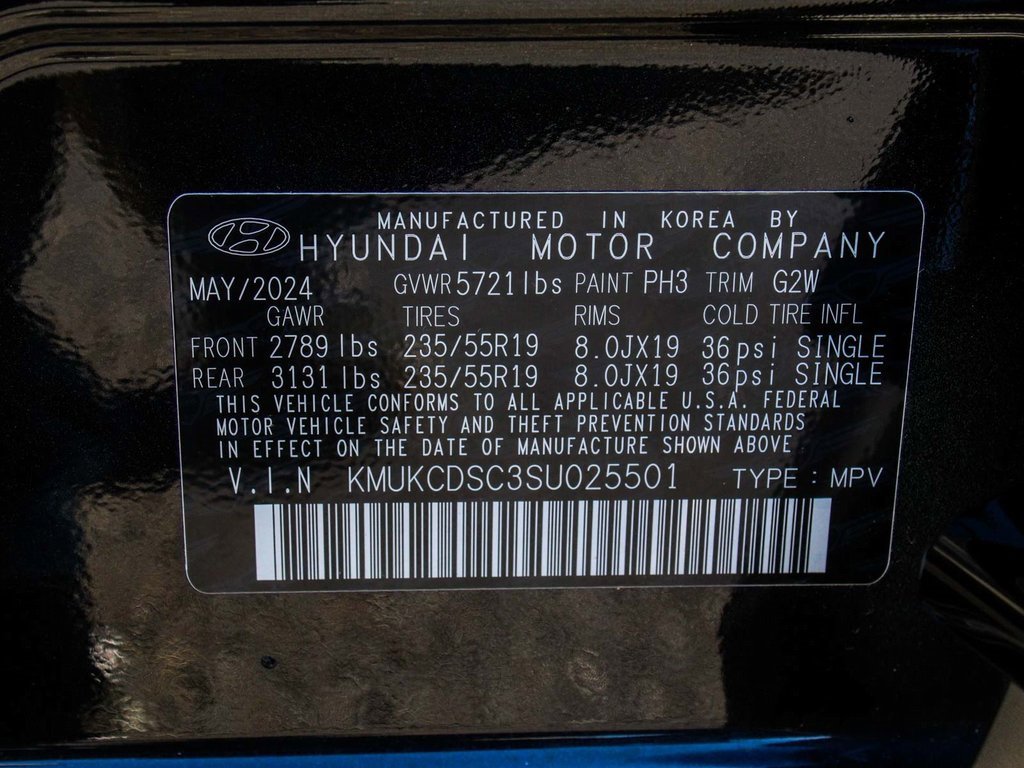 MANUFACTURED IN KOREA BY
HYUNDAI MOTOR COMPANY
MAY/2024 GVWR 5721 lbs PAINT PH3 TRIM G2W
GAWR TIRES RIMS COLD TIRE INFL
FRONT 2789 lbs 235/55R19 8.0JX19 36psi SINGLE
REAR 3131 lbs 235/55R19 8.0JX19 36psi SINGLE
THIS VEHICLE CONFORMS TO ALL APPLICABLE U.S.A. FEDERAL
MOTOR VEHICLE SAFETY AND THEFT PREVENTION STANDARDS
IN EFFECT ON THE DATE OF MANUFACTURE SHOWN ABOVE
V.I.N KMUKCDSC3SU025501 TYPE : MPV